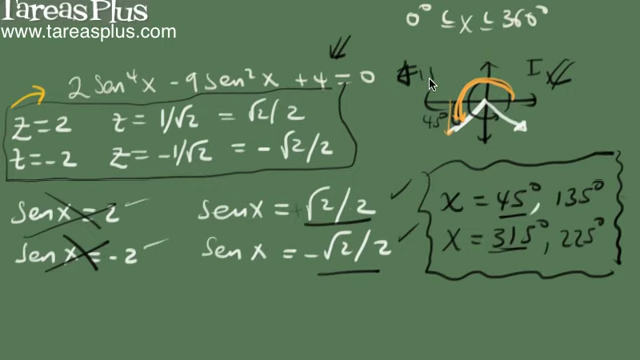 TareasPlus
www.tareasplus.com
0° ≤ x ≤ 360°
2 sen⁴x - 9 sen²x + 4 = 0
I
z = 2 z = 1/√2 = √2/2
z = -2 z = -1/√2 = -√2/2
45°
sen x = 2 sen x = √2/2
sen x = -2 sen x = -√2/2
x = 45°, 135°
x = 315°, 225°